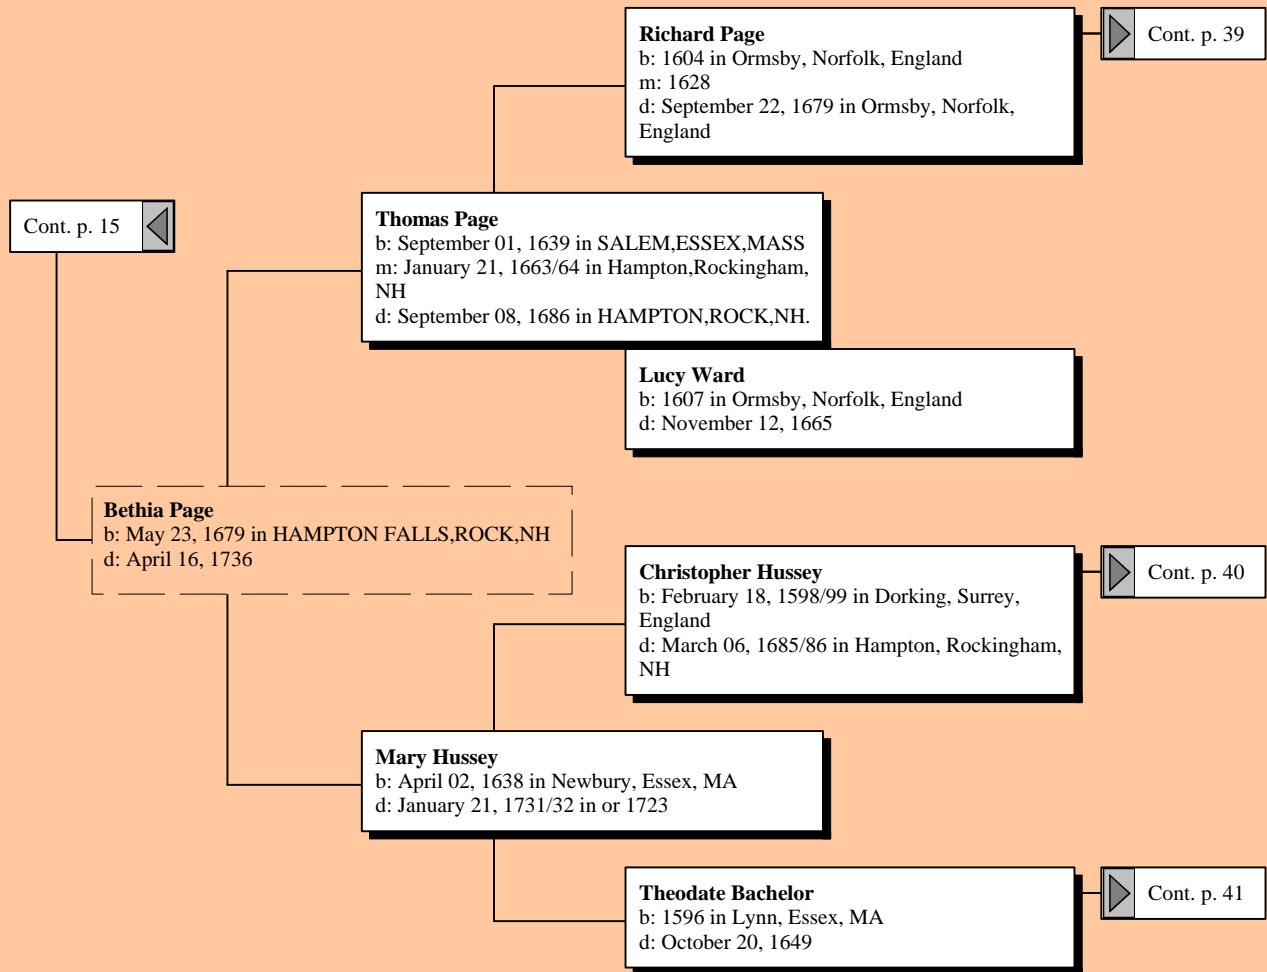 Richard Page
b: 1604 in Ormsby, Norfolk, England
m: 1628
d: September 22, 1679 in Ormsby, Norfolk,
England
Cont. p. 39
Cont. p. 15
Thomas Page
b: September 01, 1639 in SALEM,ESSEX,MASS
m: January 21, 1663/64 in Hampton,Rockingham,
NH
d: September 08, 1686 in HAMPTON,ROCK,NH.
Lucy Ward
b: 1607 in Ormsby, Norfolk, England
d: November 12, 1665
Bethia Page
b: May 23, 1679 in HAMPTON FALLS,ROCK,NH
d: April 16, 1736
Christopher Hussey
b: February 18, 1598/99 in Dorking, Surrey,
England
d: March 06, 1685/86 in Hampton, Rockingham,
NH
Cont. p. 40
Mary Hussey
b: April 02, 1638 in Newbury, Essex, MA
d: January 21, 1731/32 in or 1723
Theodate Bachelor
b: 1596 in Lynn, Essex, MA
d: October 20, 1649
Cont. p. 41